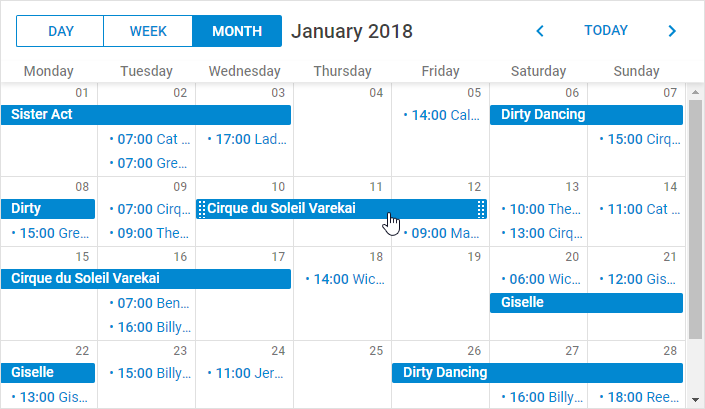 DAY WEEK MONTH January 2018 TODAY
Monday Tuesday Wednesday Thursday Friday Saturday Sunday
01 02 03 04 05 06 07
Sister Act • 14:00 Cal... Dirty Dancing
• 07:00 Cat ... • 17:00 Lad... • 15:00 Cirq...
• 07:00 Gre...
08 09 10 11 12 13 14
Dirty • 07:00 Cirq... Cirque du Soleil Varekai • 10:00 The... • 11:00 Cat ...
• 15:00 Gre... • 09:00 The... • 09:00 Ma... • 13:00 Cirq...
15 16 17 18 19 20 21
Cirque du Soleil Varekai • 14:00 Wic... • 06:00 Wic... • 12:00 Gis...
• 07:00 Ben... Giselle
• 16:00 Billy...
22 23 24 25 26 27 28
Giselle • 15:00 Billy... • 11:00 Jer... Dirty Dancing
• 13:00 Gis... • 16:00 Billy... • 18:00 Ree...